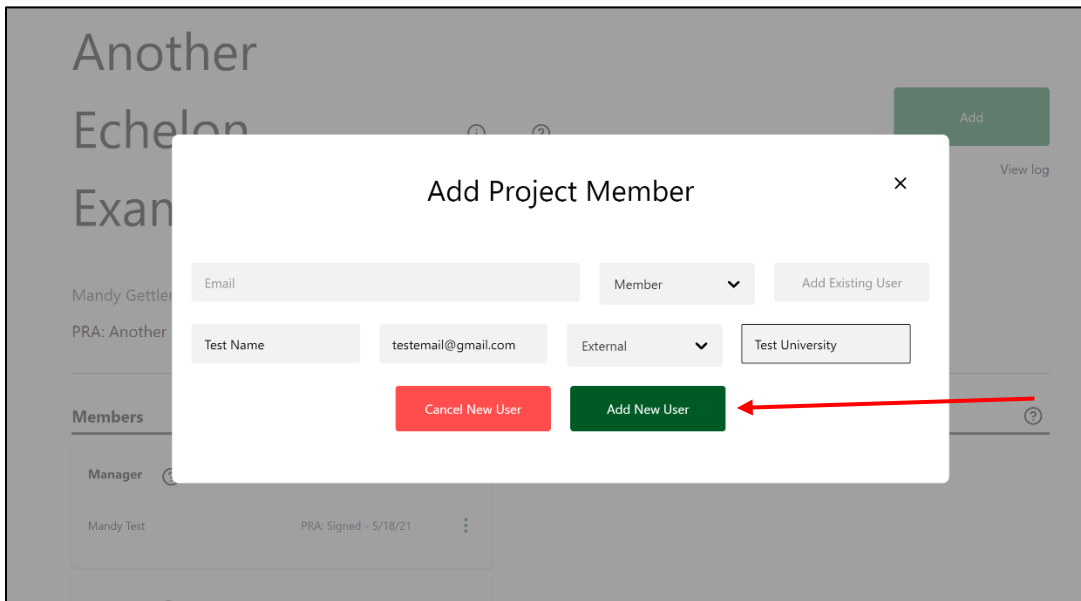 Another
Echelon
Exam
Add
View log
Add Project Member
Email
Member
Add Existing User
Mandy Gettler
PRA: Another
Test Name
testemail@gmail.com
External
Test University
Cancel New User
Add New User
Members
Manager
Mandy Test
PRA: Signed - 5/18/21